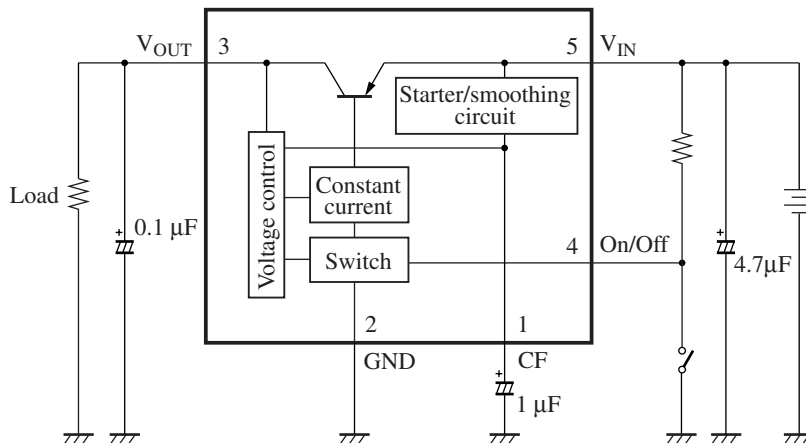 VOUT 3 5 VIN
Starter/smoothing
circuit
Voltage control
Constant
current
Load
0.1 μF
Switch
4 On/Off
4.7μF
2 1
GND CF
1 μF
+
+
+